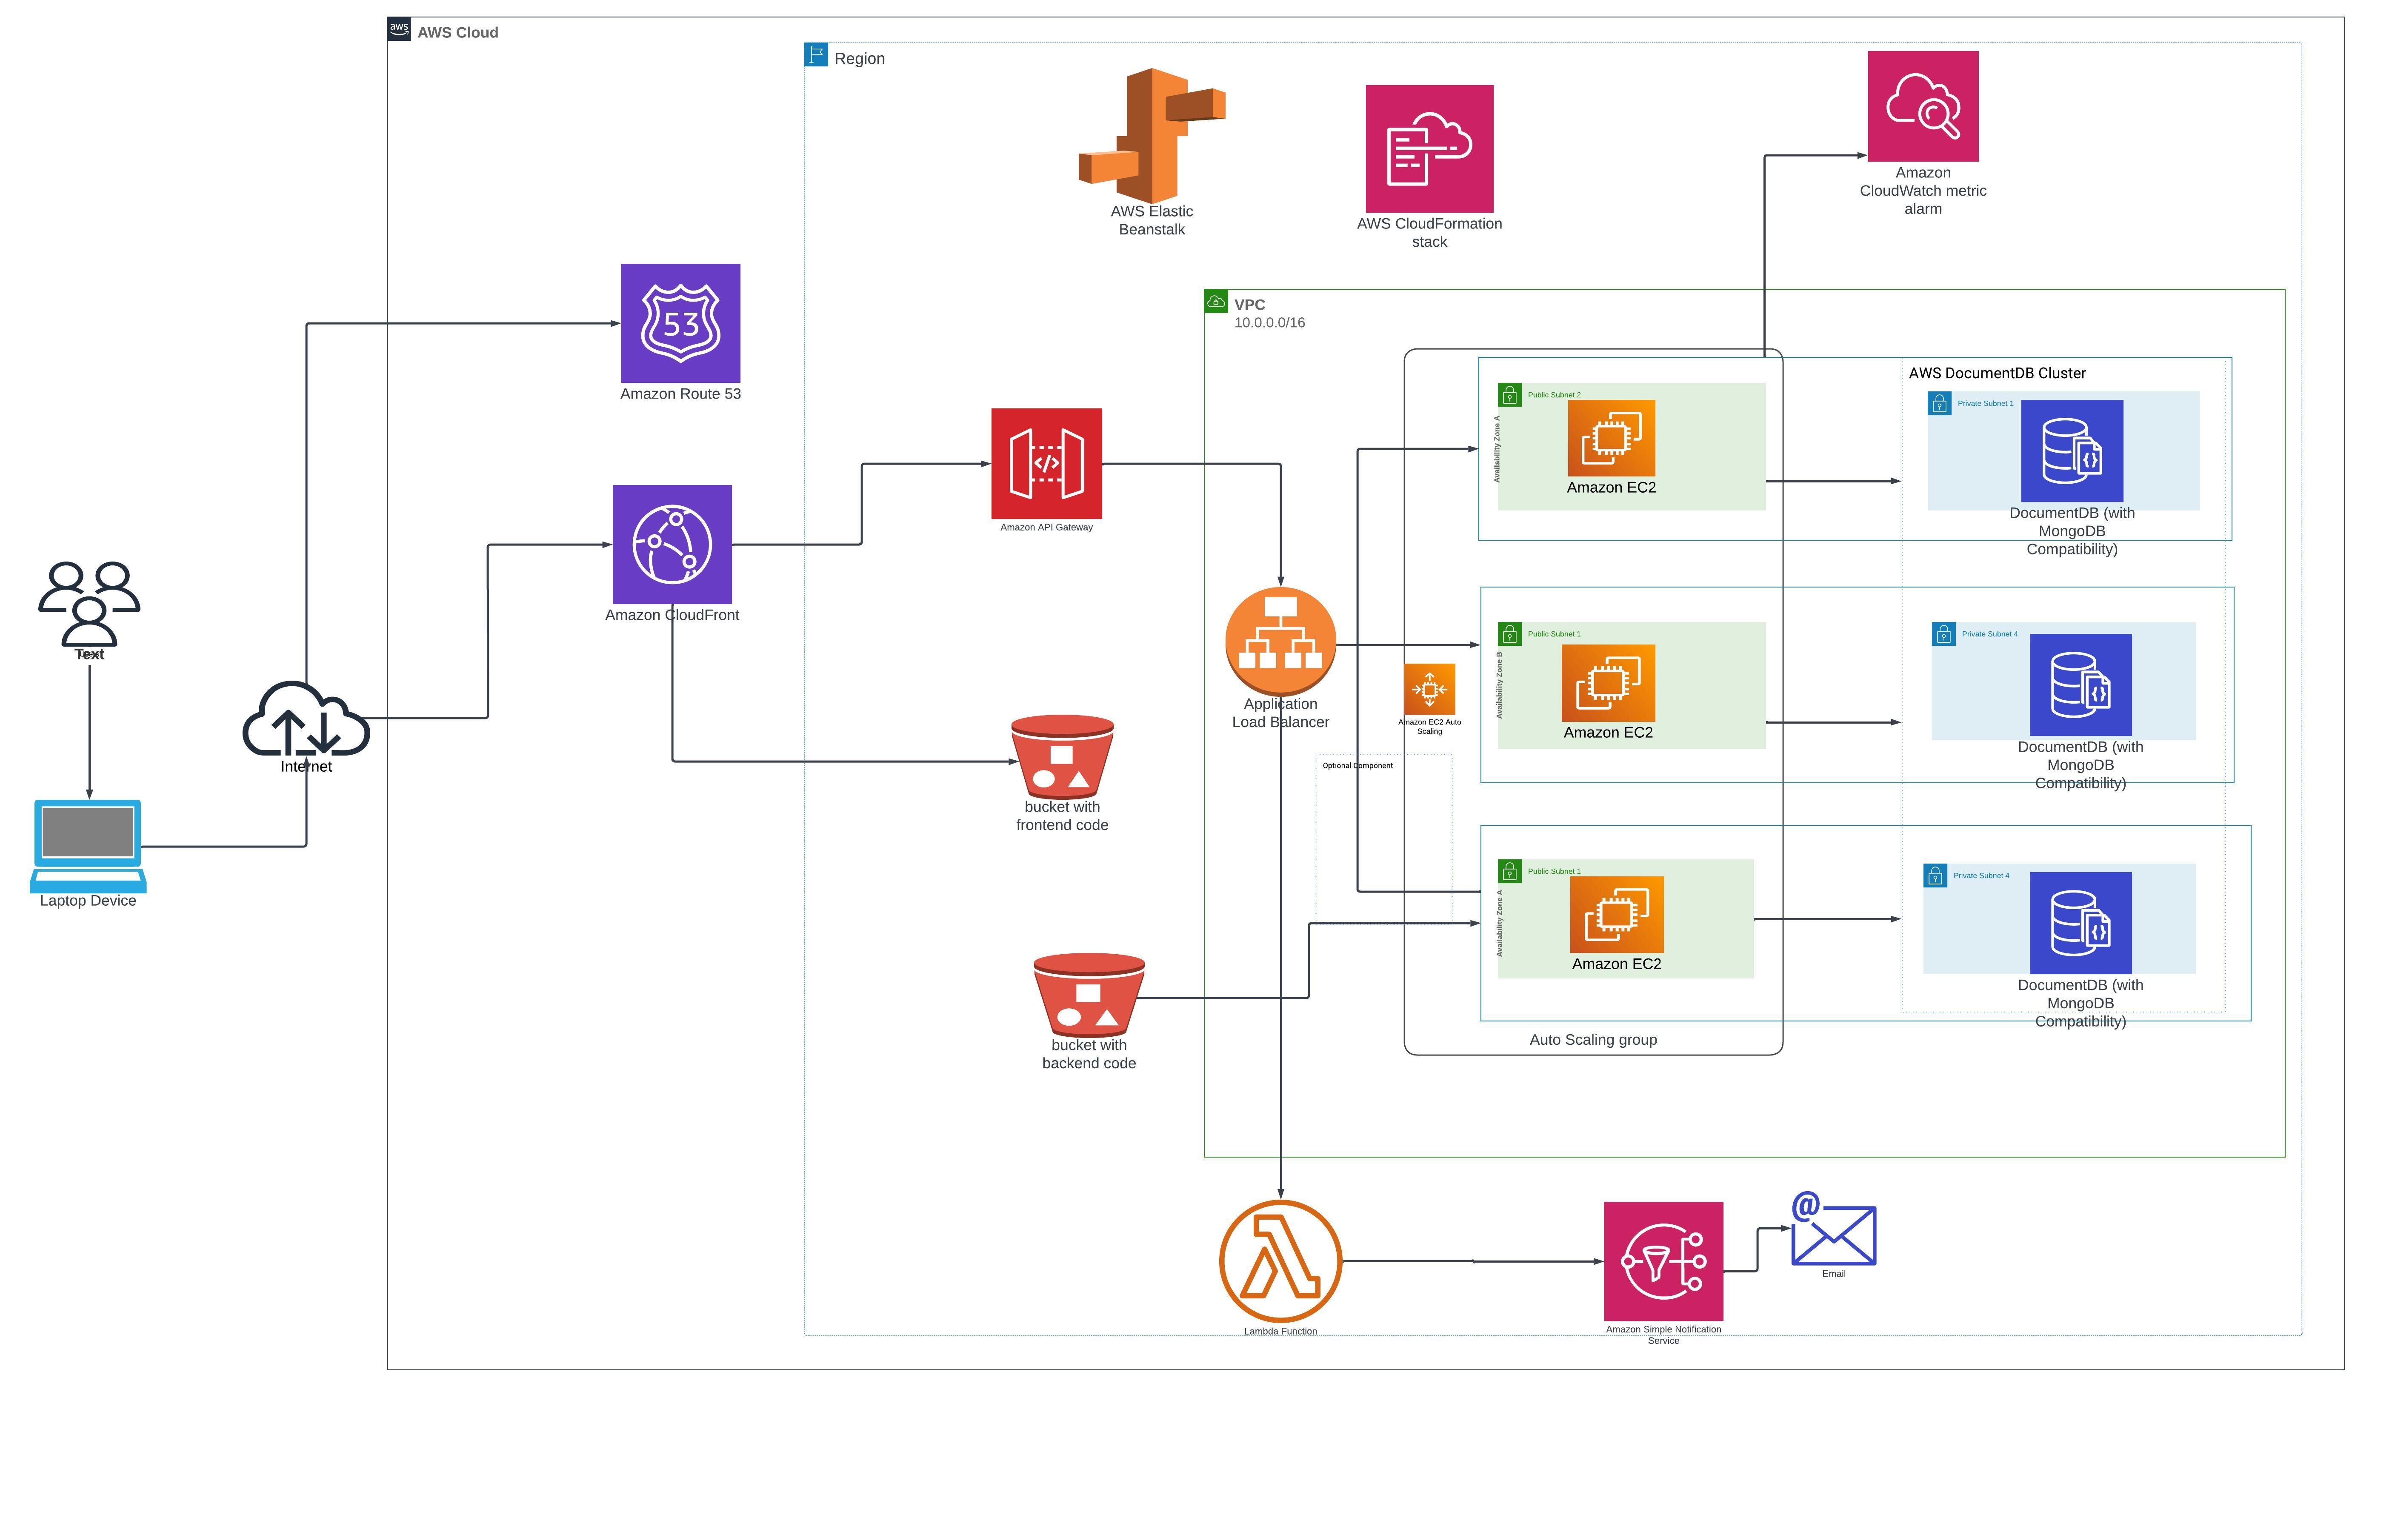 aws
AWS Cloud
Region
AWS Elastic
Beanstalk
AWS CloudFormation
stack
Amazon
CloudWatch metric
alarm
53
Amazon Route 53
VPC
10.0.0.0/16
AWS DocumentDB Cluster
Public Subnet 2
Availability Zone A
Amazon EC2
Private Subnet 1
DocumentDB (with
MongoDB
Compatibility)
</>
Amazon API Gateway
Amazon CloudFront
Text
Internet
Laptop Device
bucket with
frontend code
Application
Load Balancer
Amazon EC2 Auto
Scaling
Optional Component
Public Subnet 1
Availability Zone B
Amazon EC2
Private Subnet 4
DocumentDB (with
MongoDB
Compatibility)
Public Subnet 1
Availability Zone A
Amazon EC2
Private Subnet 4
DocumentDB (with
MongoDB
Compatibility)
bucket with
backend code
Auto Scaling group
Lambda Function
Amazon Simple Notification
Service
@
Email